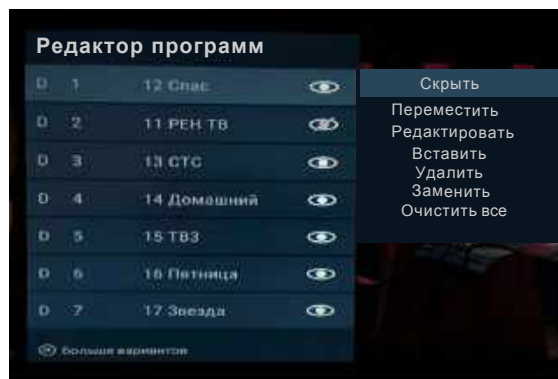 Редактор программ
D 1 12 Спас
D 2 11 РЕН ТВ
D 3 13 СТС
D 4 14 Домашний
D 5 15 ТВ3
D 6 16 Пятница
D 7 17 Звезда
Больше вариантов
Скрыть
Переместить
Редактировать
Вставить
Удалить
Заменить
Очистить все